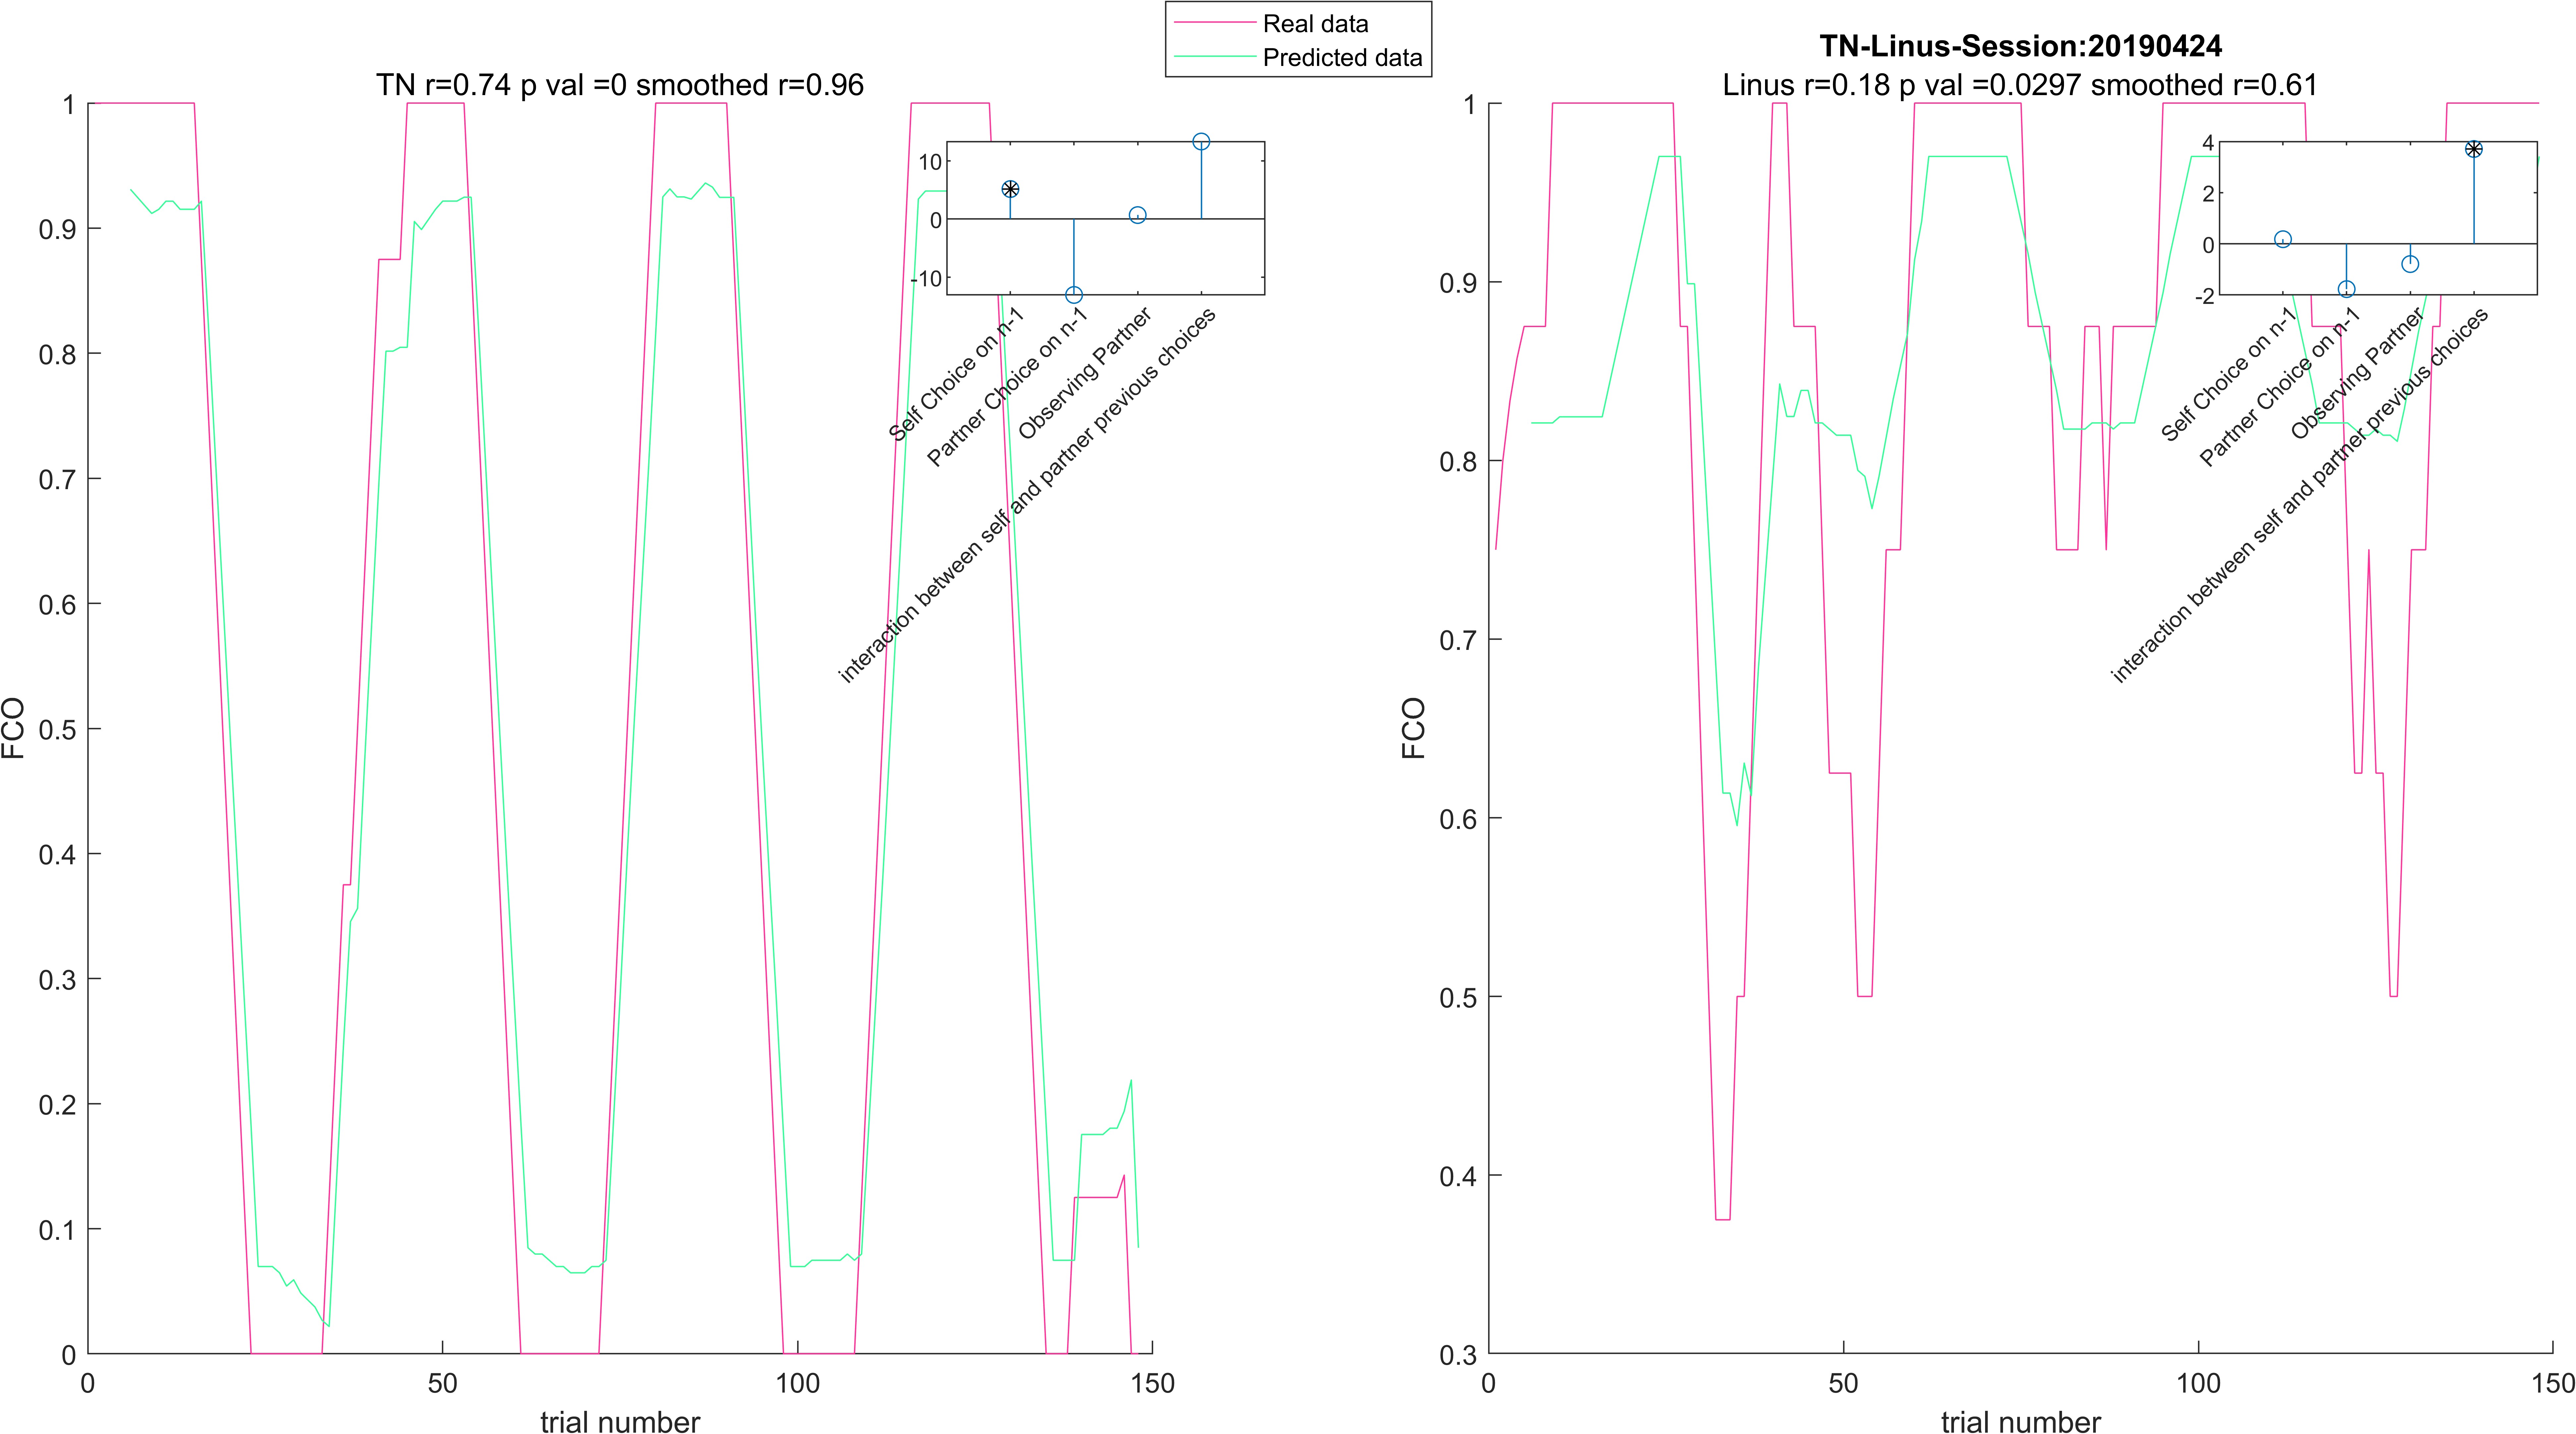 Real data
Predicted data
TN r=0.74 p val =0 smoothed r=0.96
1
0.9
0.8
0.7
0.6
0.5
0.4
0.3
0.2
0.1
0
FCO
0
50
100
150
trial number
10
0
-10
Self Choice on n-1
Partner Choice on n-1
Observing Partner
interaction between self and partner previous choices
TN-Linus-Session:20190424
Linus r=0.18 p val =0.0297 smoothed r=0.61
1
0.9
0.8
0.7
0.6
0.5
0.4
0.3
FCO
0
50
100
150
trial number
4
2
0
-2
Self Choice on n-1
Partner Choice on n-1
Observing Partner
interaction between self and partner previous choices